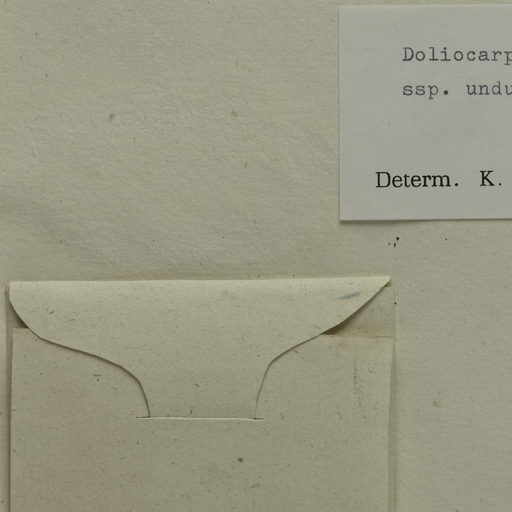 Doliocarp
ssp. undu
Determ. K.